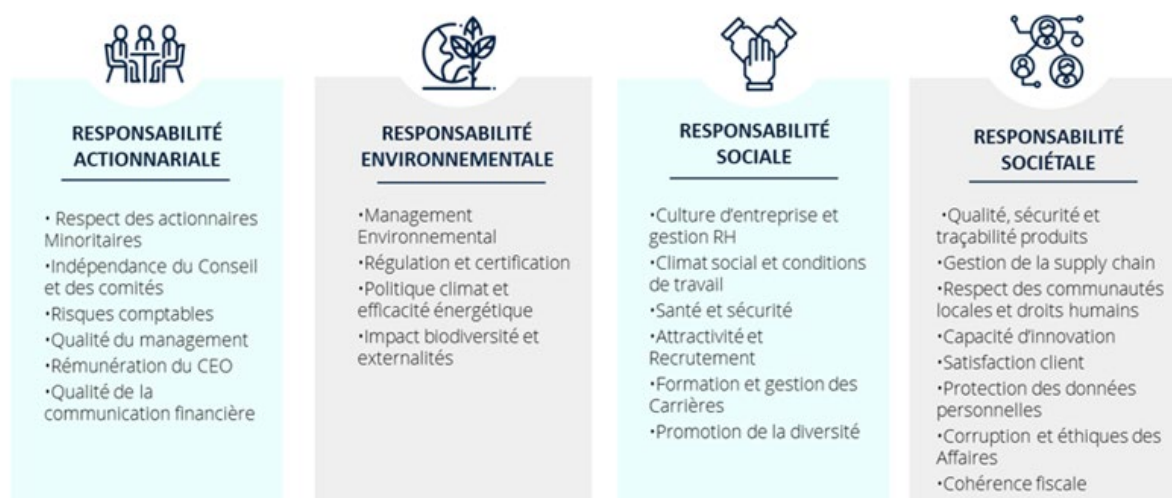 RESPONSABILITÉ
ACTIONNARIALE
• Respect des actionnaires
Minoritaires
•Indépendance du Conseil
et des comités
•Risques comptables
•Qualité du management
•Rémunération du CEO
•Qualité de la
communication financière
RESPONSABILITÉ
ENVIRONNEMENTALE
•Management
Environnemental
•Régulation et certification
•Politique climat et
efficacité énergétique
•Impact biodiversité et
externalités
RESPONSABILITÉ
SOCIALE
•Culture d'entreprise et
gestion RH
•Climat social et conditions
de travail
•Santé et sécurité
•Attractivité et
Recrutement
•Formation et gestion des
Carrières
•Promotion de la diversité
RESPONSABILITÉ
SOCIÉTALE
•Qualité, sécurité et
traçabilité produits
•Gestion de la supply chain
•Respect des communautés
locales et droits humains
•Capacité d'innovation
•Satisfaction client
•Protection des données
personnelles
•Corruption et éthiques des
Affaires
•Cohérence fiscale